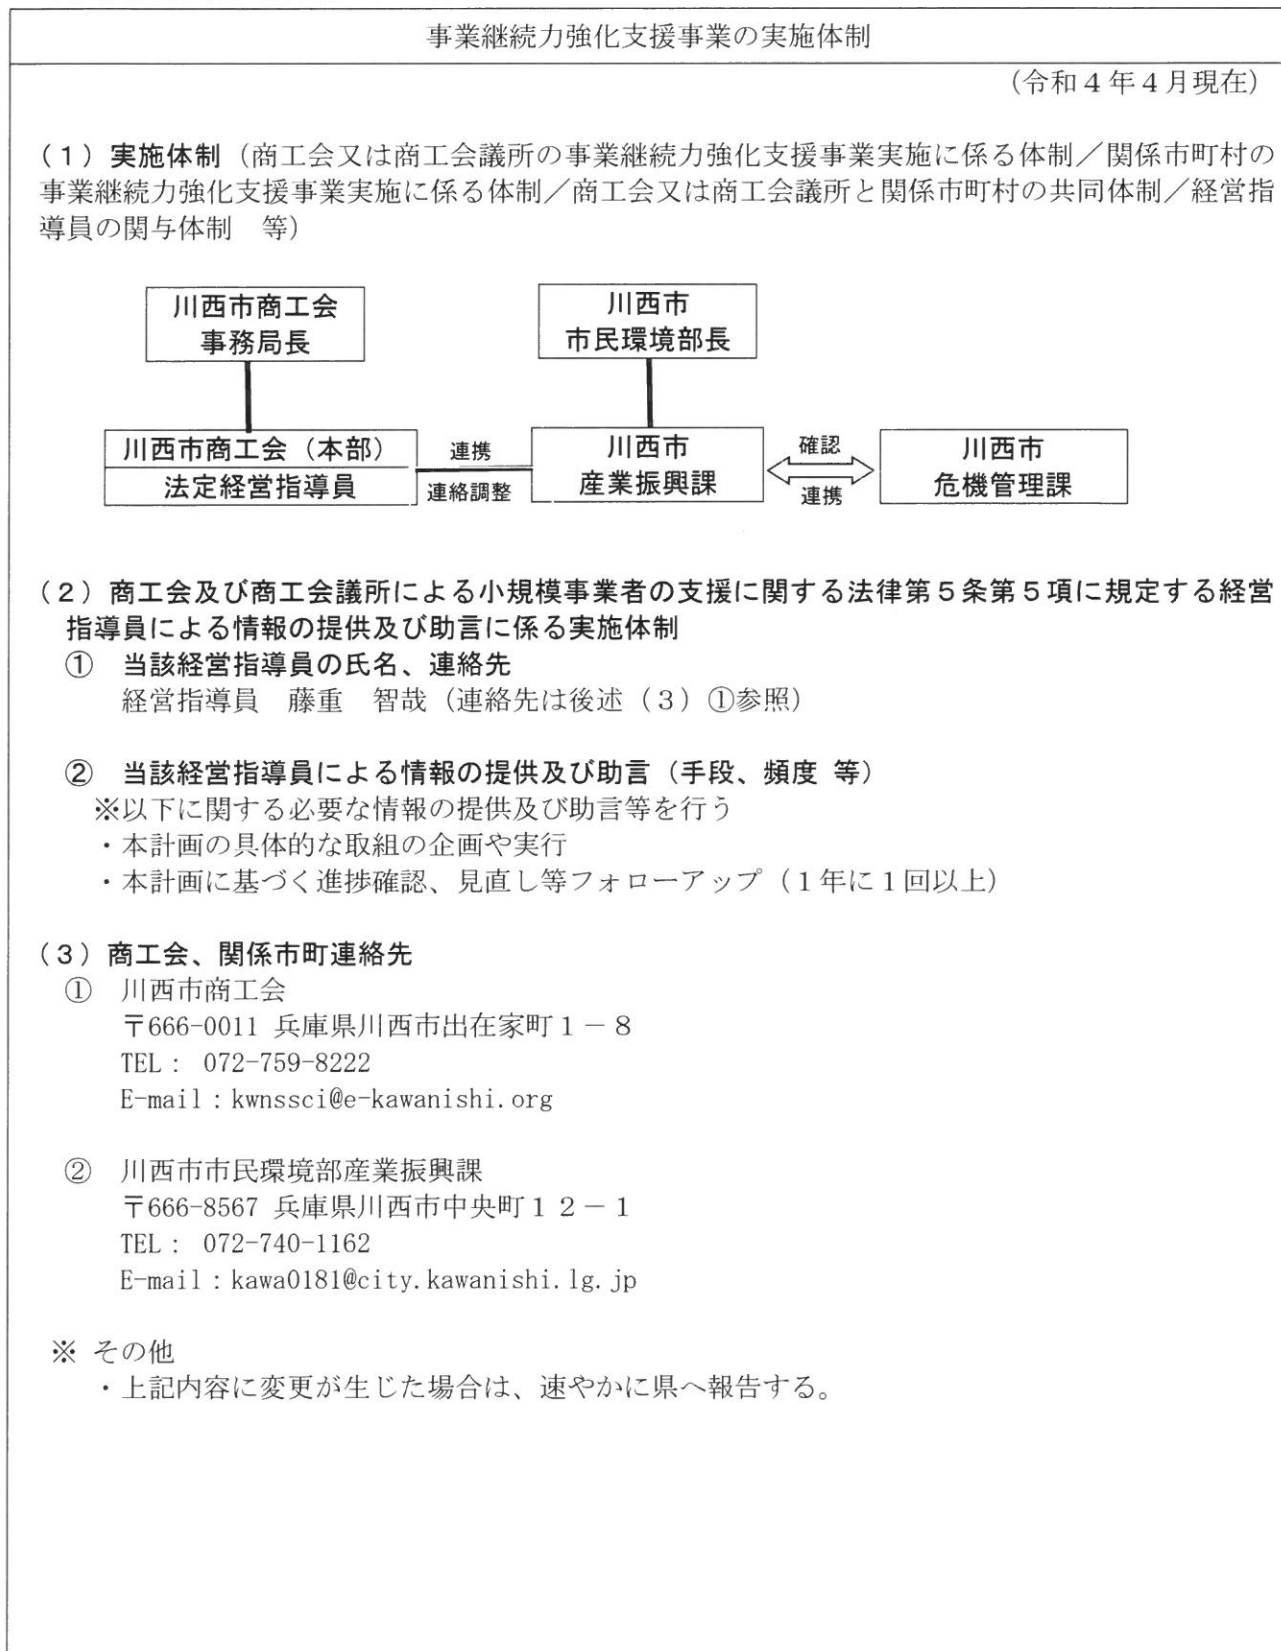 事業継続力強化支援事業の実施体制
(令和４年４月現在)
(１) 実施体制（商工会又は商工会議所の事業継続力強化支援事業実施に係る体制／関係市町村の
事業継続力強化支援事業実施に係る体制／商工会又は商工会議所と関係市町村の共同体制／経営指
導員の関与体制　等）
川西市商工会
事務局長
川西市
市民環境部長
川西市商工会（本部）
法定経営指導員
連携
連絡調整
川西市
産業振興課
確認
連携
川西市
危機管理課
(２) 商工会及び商工会議所による小規模事業者の支援に関する法律第５条第５項に規定する経営
指導員による情報の提供及び助言に係る実施体制
①　当該経営指導員の氏名、連絡先
経営指導員　藤重　智哉（連絡先は後述（３）①参照）
②　当該経営指導員による情報の提供及び助言（手段、頻度 等）
※以下に関する必要な情報の提供及び助言等を行う
・本計画の具体的な取組の企画や実行
・本計画に基づく進捗確認、見直し等フォローアップ（１年に１回以上）
(３) 商工会、関係市町連絡先
①　川西市商工会
〒666-0011 兵庫県川西市出在家町１－８
TEL： 072-759-8222
E-mail：kwnssci@e-kawanishi.org
②　川西市市民環境部産業振興課
〒666-8567 兵庫県川西市中央町１２－１
TEL： 072-740-1162
E-mail：kawa0181@city.kawanishi.lg.jp
※ その他
・上記内容に変更が生じた場合は、速やかに県へ報告する。